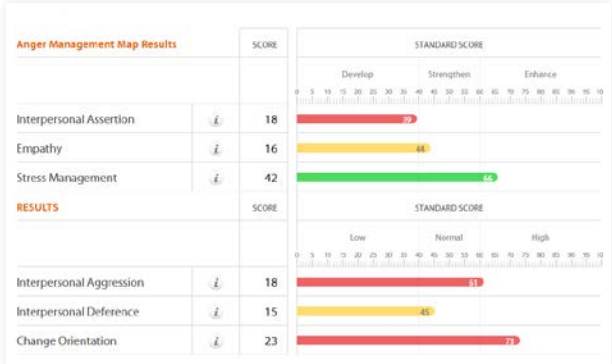 Anger Management Map Results SCORE STANDARD SCORE
Develop Strengthen Enhance
0 5 10 15 20 25 30 35 40 45 50 55 60 65 70 75 80 85 90 95 10
Interpersonal Assertion i 18 39
Empathy i 16 44
Stress Management i 42 66
RESULTS SCORE STANDARD SCORE
Low Normal High
0 5 10 15 20 25 30 35 40 45 50 55 60 65 70 75 80 85 90 95 10
Interpersonal Aggression i 18 61
Interpersonal Deference i 15 45
Change Orientation i 23 73